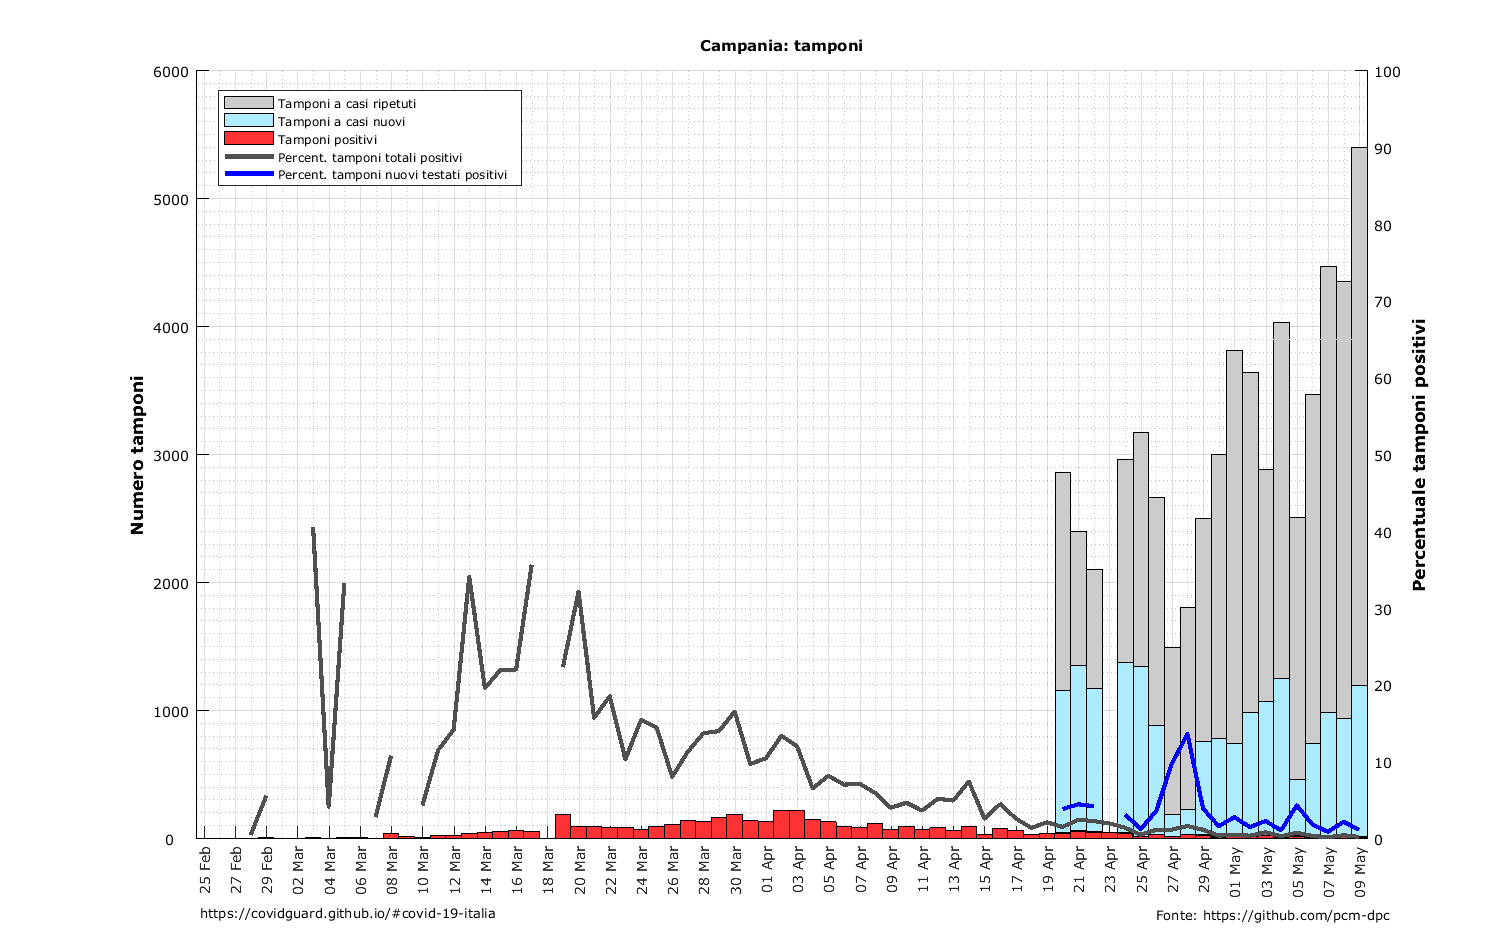 Campania: tamponi
6000
5000
4000
3000
2000
1000
0
Numero tamponi
Tamponi a casi ripetuti
Tamponi a casi nuovi
Tamponi positivi
Percent. tamponi totali positivi
Percent. tamponi nuovi testati positivi
100
90
80
70
60
50
40
30
20
10
0
Percentuale tamponi positivi
25 Feb
27 Feb
29 Feb
02 Mar
04 Mar
06 Mar
08 Mar
10 Mar
12 Mar
14 Mar
16 Mar
18 Mar
20 Mar
22 Mar
24 Mar
26 Mar
28 Mar
30 Mar
01 Apr
03 Apr
05 Apr
07 Apr
09 Apr
11 Apr
13 Apr
15 Apr
17 Apr
19 Apr
21 Apr
23 Apr
25 Apr
27 Apr
29 Apr
01 May
03 May
05 May
07 May
09 May
https://covidguard.github.io/#covid-19-italia
Fonte: https://github.com/pcm-dpc